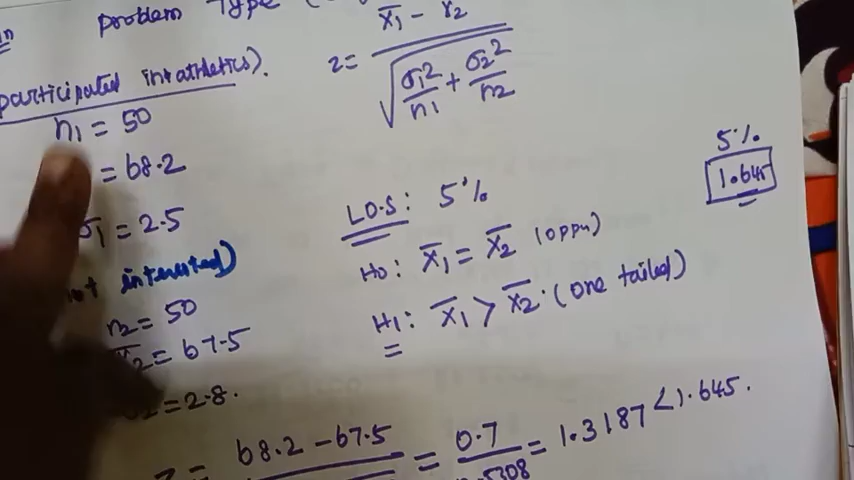 problem Type
x̄1 - x̄2
z = √ σ1²/n1 + σ2²/n2
participated in athletics).
n1 = 50
= 68.2
σ1 = 2.5
interested)
n2 = 50
x̄2 = 67.5
= 2.8.
L.O.S : 5%
H0 : x̄1 = x̄2 (oppn)
H1 : x̄1 > x̄2. (one tailed)
5%
1.645
z = 68.2 - 67.5 = 0.7 / .5308 = 1.3187 < 1.645.